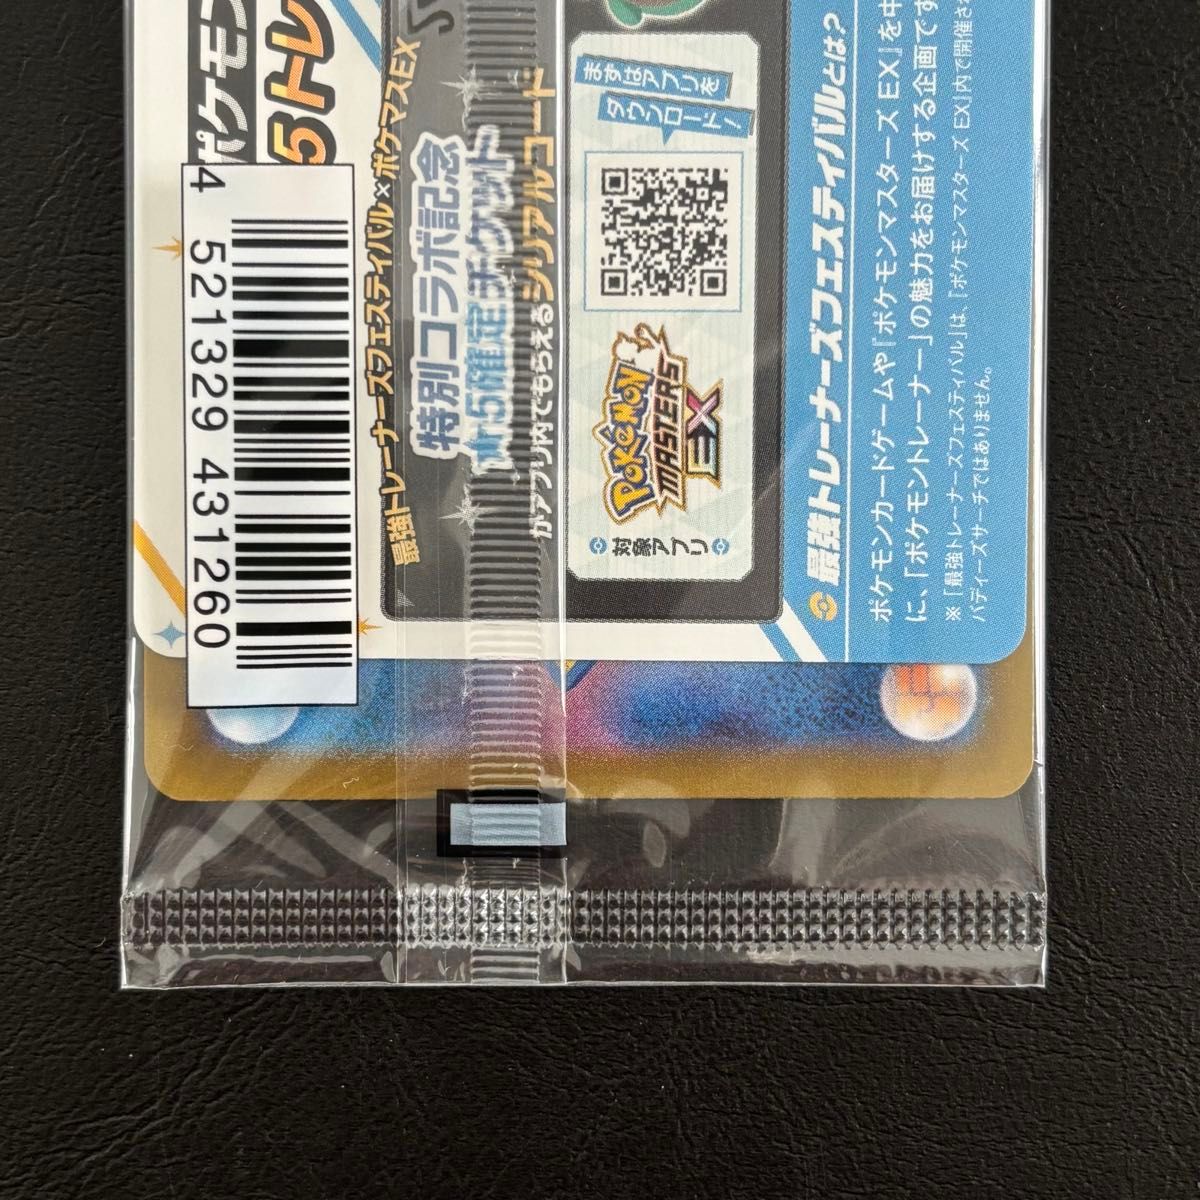 ポケモン
5トレ
4 521329 431260
最強トレーナーズフェスティバル×ポケマスEX
特別コラボ記念
★5確定チケット
がアプリ内でもらえるシリアルコード
まずはアプリを
ダウンロード！
POKéMON
MASTERS
EX
対象アプリ
最強トレーナーズフェスティバルとは？
ポケモンカードゲームや『ポケモンマスターズ EX』を中
に、「ポケモントレーナー」の魅力をお届けする企画です
※「最強トレーナーズフェスティバル」は、『ポケモンマスターズ EX』内で開催さ
バディーズサーチではありません。